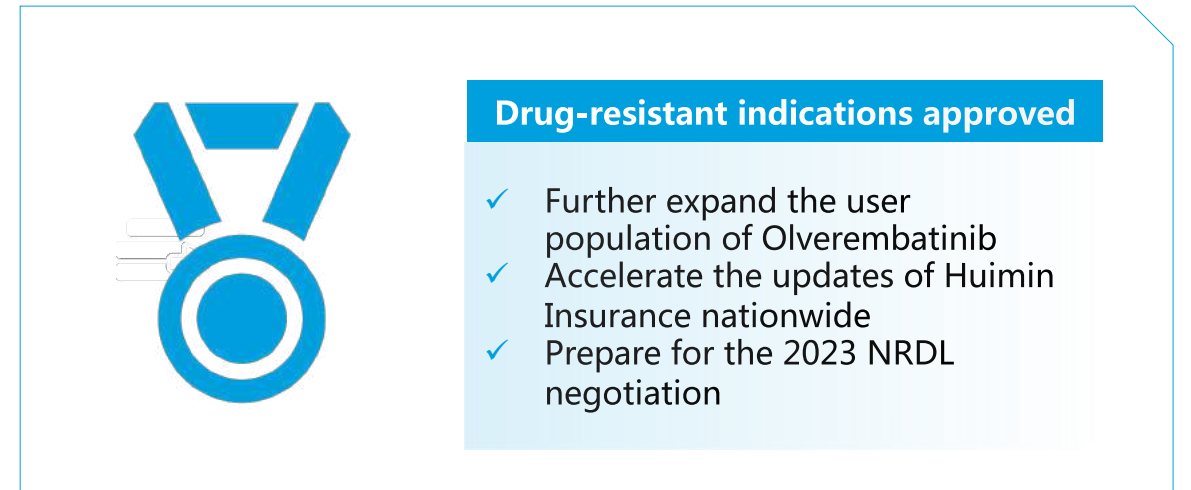 Drug-resistant indications approved
✓ Further expand the user
population of Olverembatinib
✓ Accelerate the updates of Huimin
Insurance nationwide
✓ Prepare for the 2023 NRDL
negotiation